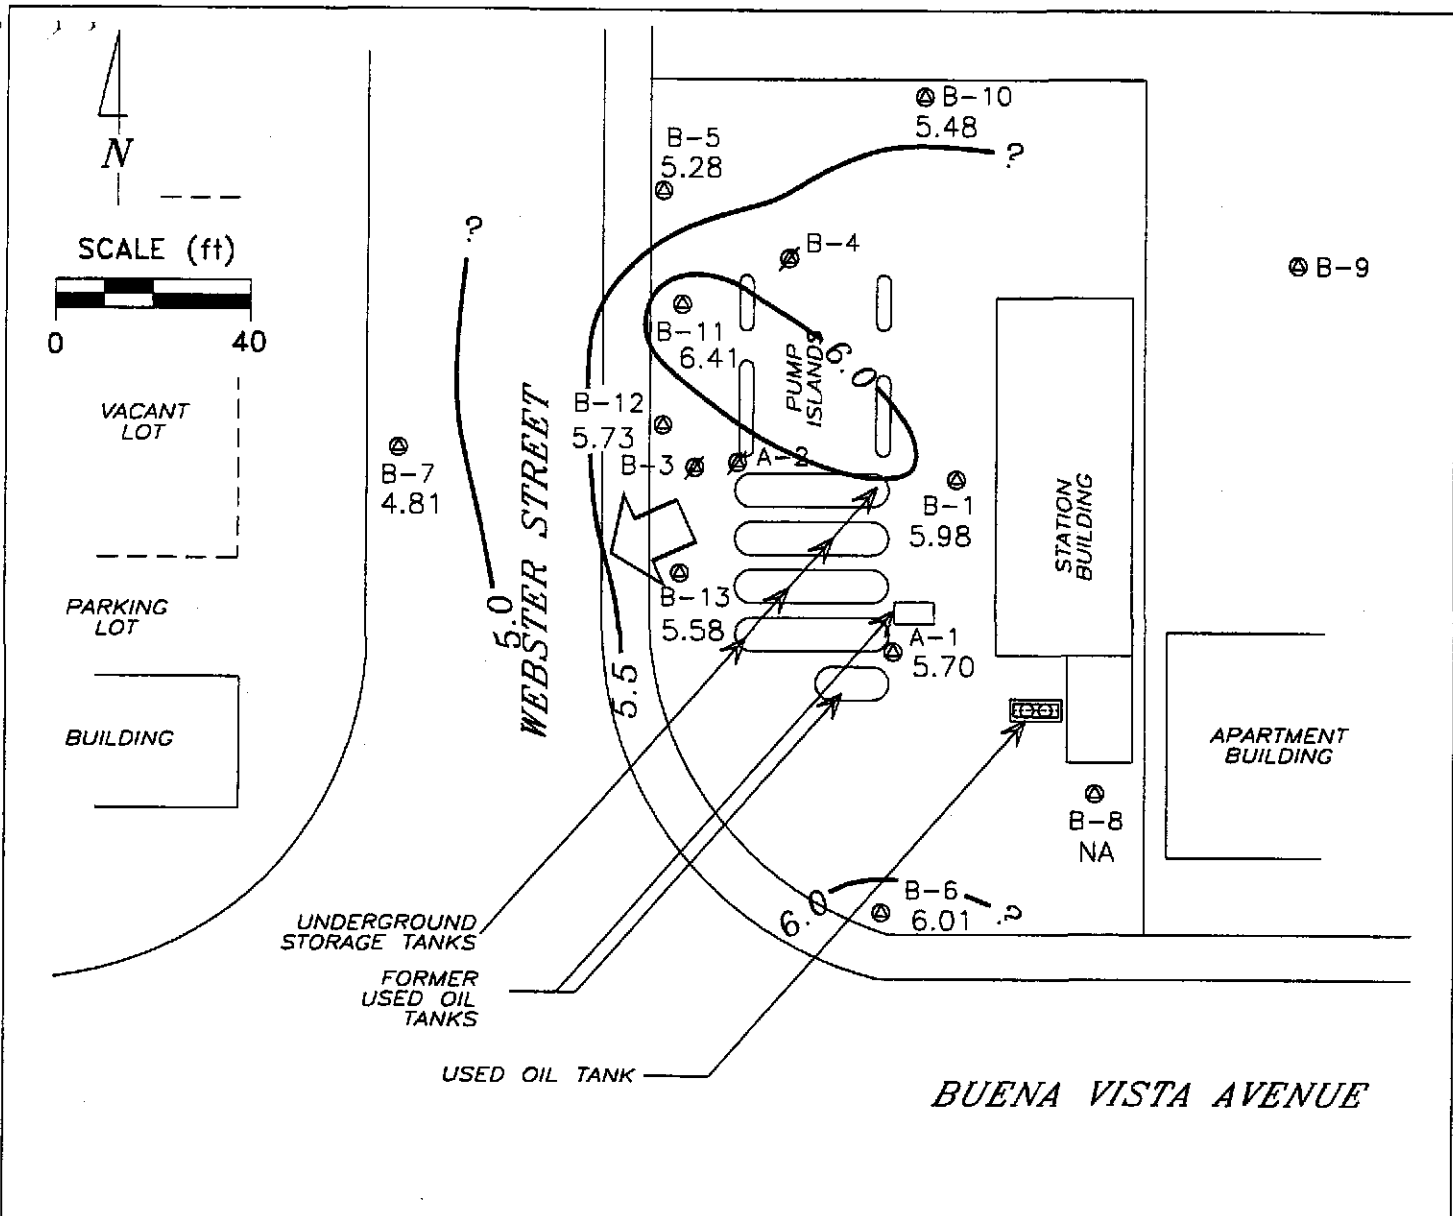 B-10
5.48
B-5
5.28
?
N
?
SCALE (ft)
0 40
B-4
B-9
B-11
6.41
PUMP
ISLANDS
6.0
VACANT
LOT
B-12
5.73
B-7
4.81
B-3
A-2
B-1
5.98
STATION
BUILDING
WEBSTER STREET
PARKING
LOT
5.0
B-13
5.58
A-1
5.70
5.5
BUILDING
APARTMENT
BUILDING
B-8
NA
6.0
B-6
6.01
?
UNDERGROUND
STORAGE TANKS
FORMER
USED OIL
TANKS
USED OIL TANK
BUENA VISTA AVENUE